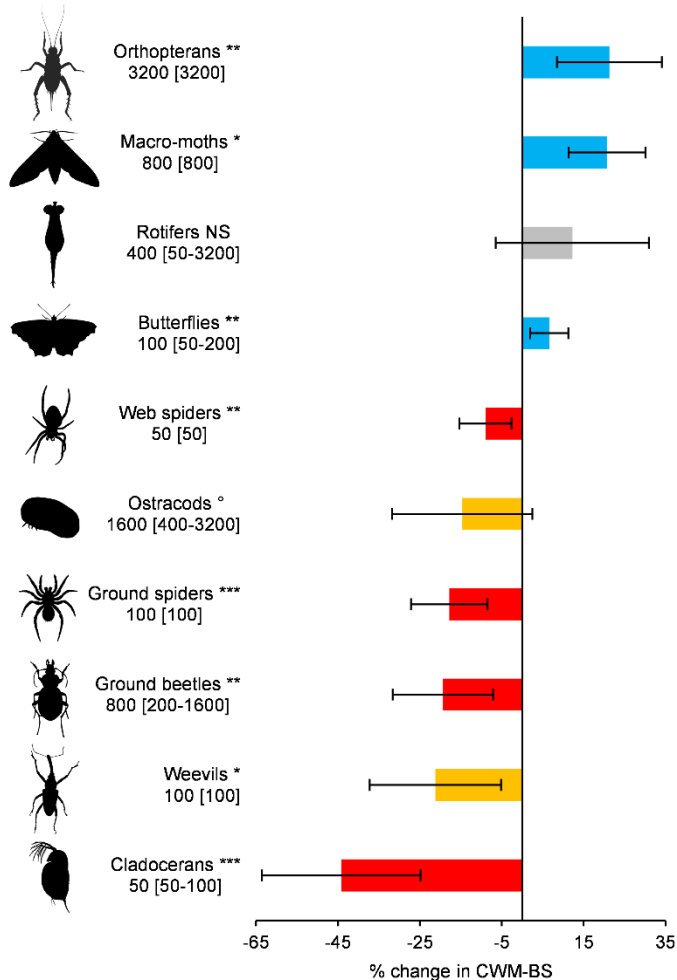 Orthopterans **
3200 [3200]
Macro-moths *
800 [800]
Rotifers NS
400 [50-3200]
Butterflies **
100 [50-200]
Web spiders **
50 [50]
Ostracods °
1600 [400-3200]
Ground spiders ***
100 [100]
Ground beetles **
800 [200-1600]
Weevils *
100 [100]
Cladocerans ***
50 [50-100]
-65 -45 -25 -5 15 35
% change in CWM-BS